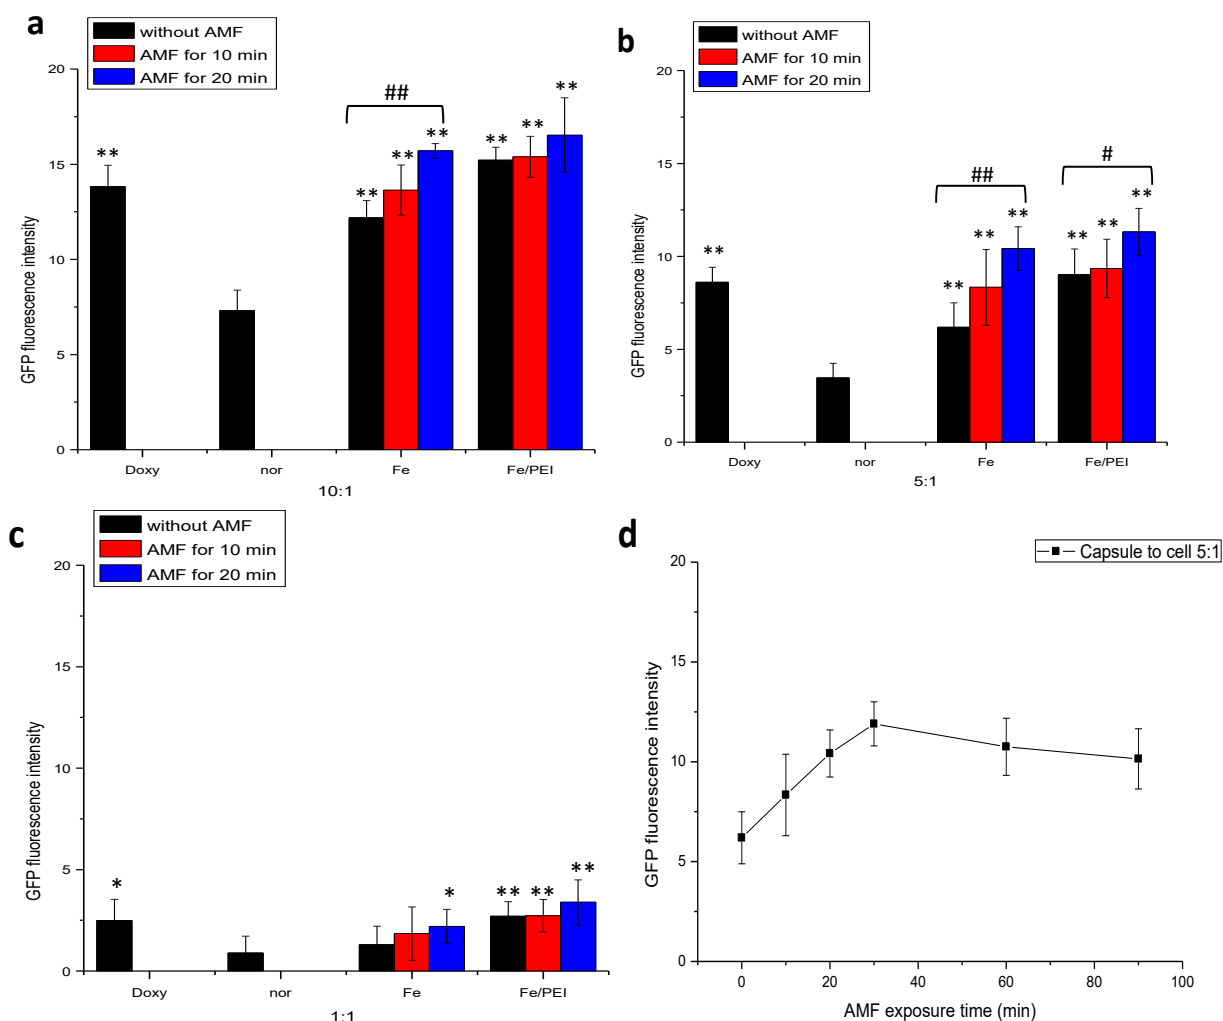 a
without AMF
AMF for 10 min
AMF for 20 min
20
15
10
5
0
GFP fluorescence intensity
**
##
**
**
**
**
**
**
Doxy nor Fe Fe/PEI
10:1
b
without AMF
AMF for 10 min
AMF for 20 min
20
15
10
5
0
GFP fluorescence intensity
**
##
#
**
**
**
**
**
**
Doxy nor Fe Fe/PEI
5:1
c
without AMF
AMF for 10 min
AMF for 20 min
20
15
10
5
0
GFP fluorescence intensity
*
*
**
**
**
Doxy nor Fe Fe/PEI
1:1
d
Capsule to cell 5:1
20
15
10
5
0
GFP fluorescence intensity
0 20 40 60 80 100
AMF exposure time (min)